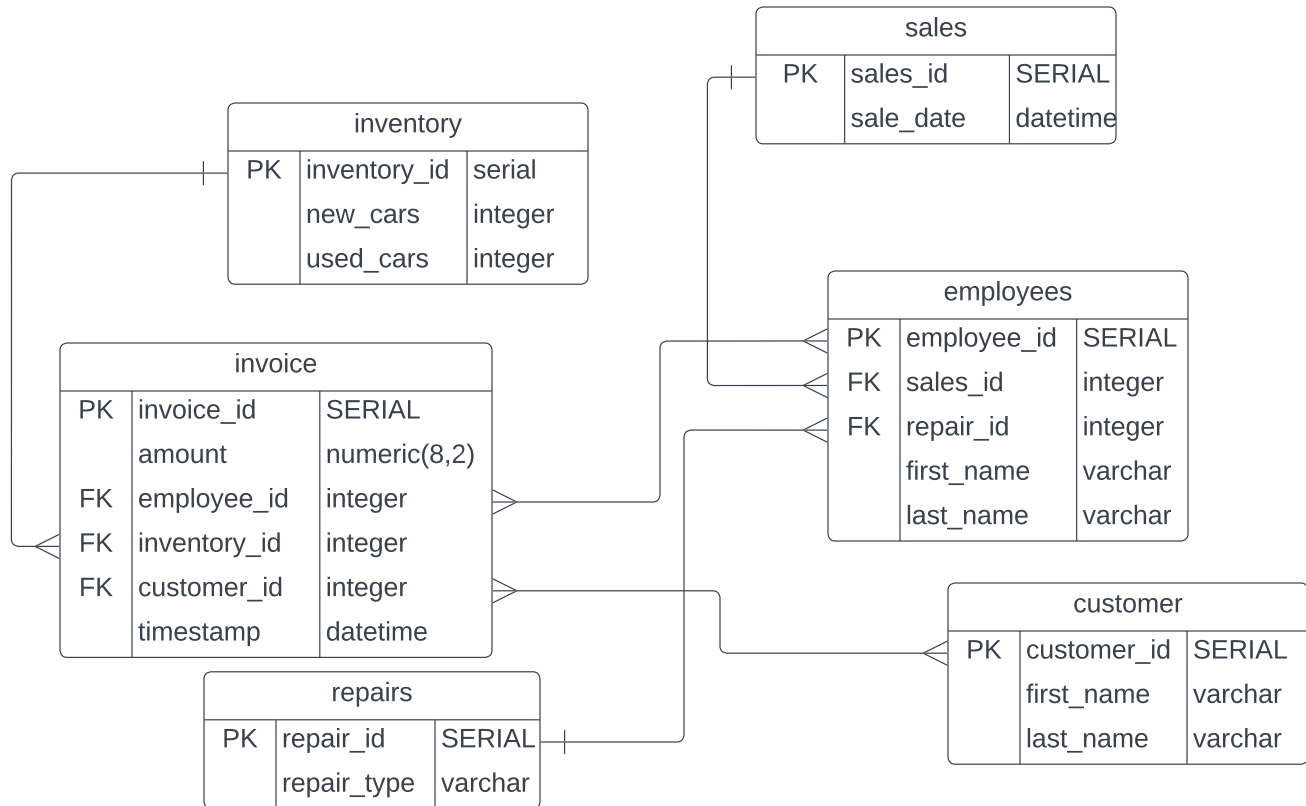 sales
PK sales_id SERIAL
sale_date datetime
inventory
PK inventory_id serial
new_cars integer
used_cars integer
employees
PK employee_id SERIAL
FK sales_id integer
FK repair_id integer
first_name varchar
last_name varchar
invoice
PK invoice_id SERIAL
amount numeric(8,2)
FK employee_id integer
FK inventory_id integer
FK customer_id integer
timestamp datetime
customer
PK customer_id SERIAL
first_name varchar
last_name varchar
repairs
PK repair_id SERIAL
repair_type varchar